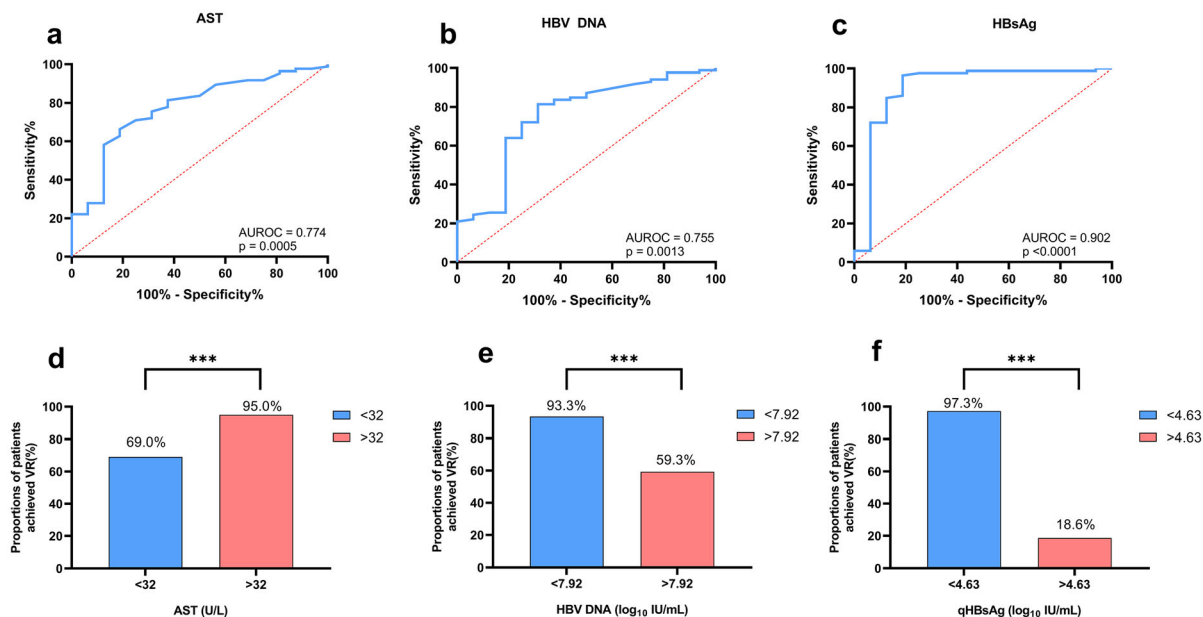 AST
a
Sensitivity%
100
80
60
40
20
0
AUROC = 0.774
p = 0.0005
0 20 40 60 80 100
100% - Specificity%
HBV DNA
b
Sensitivity%
100
80
60
40
20
0
AUROC = 0.755
p = 0.0013
0 20 40 60 80 100
100% - Specificity%
HBsAg
c
Sensitivity%
100
80
60
40
20
0
AUROC = 0.902
p <0.0001
0 20 40 60 80 100
100% - Specificity%
d
***
Proportions of patients
achieved VR(%)
100
80
60
40
20
0
69.0%
95.0%
<32
>32
<32 >32
AST (U/L)
e
***
Proportions of patients
achieved VR(%)
100
80
60
40
20
0
93.3%
59.3%
<7.92
>7.92
<7.92 >7.92
HBV DNA (log₁₀ IU/mL)
f
***
Proportions of patients
achieved VR(%)
100
80
60
40
20
0
97.3%
18.6%
<4.63
>4.63
<4.63 >4.63
qHBsAg (log₁₀ IU/mL)